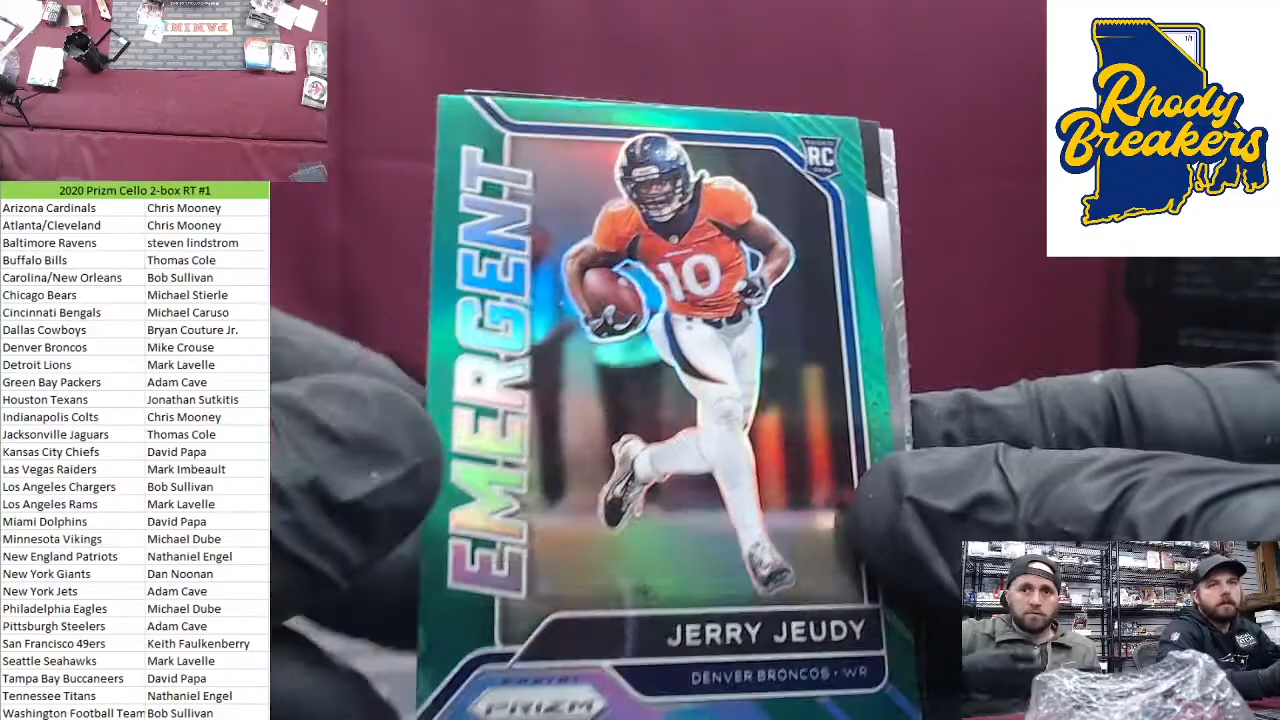 PANINI
2020 Prizm Cello 2-box RT #1
Arizona Cardinals Chris Mooney
Atlanta/Cleveland Chris Mooney
Baltimore Ravens steven lindstrom
Buffalo Bills Thomas Cole
Carolina/New Orleans Bob Sullivan
Chicago Bears Michael Stierle
Cincinnati Bengals Michael Caruso
Dallas Cowboys Bryan Couture Jr.
Denver Broncos Mike Crouse
Detroit Lions Mark Lavelle
Green Bay Packers Adam Cave
Houston Texans Jonathan Sutkitis
Indianapolis Colts Chris Mooney
Jacksonville Jaguars Thomas Cole
Kansas City Chiefs David Papa
Las Vegas Raiders Mark Imbeault
Los Angeles Chargers Bob Sullivan
Los Angeles Rams Mark Lavelle
Miami Dolphins David Papa
Minnesota Vikings Michael Dube
New England Patriots Nathaniel Engel
New York Giants Dan Noonan
New York Jets Adam Cave
Philadelphia Eagles Michael Dube
Pittsburgh Steelers Adam Cave
San Francisco 49ers Keith Faulkenberry
Seattle Seahawks Mark Lavelle
Tampa Bay Buccaneers David Papa
Tennessee Titans Nathaniel Engel
Washington Football Team Bob Sullivan
EMERGENT
RC
10
10
JERRY JEUDY
DENVER BRONCOS • WR
PRIZM
1/1
Rhody
Breakers